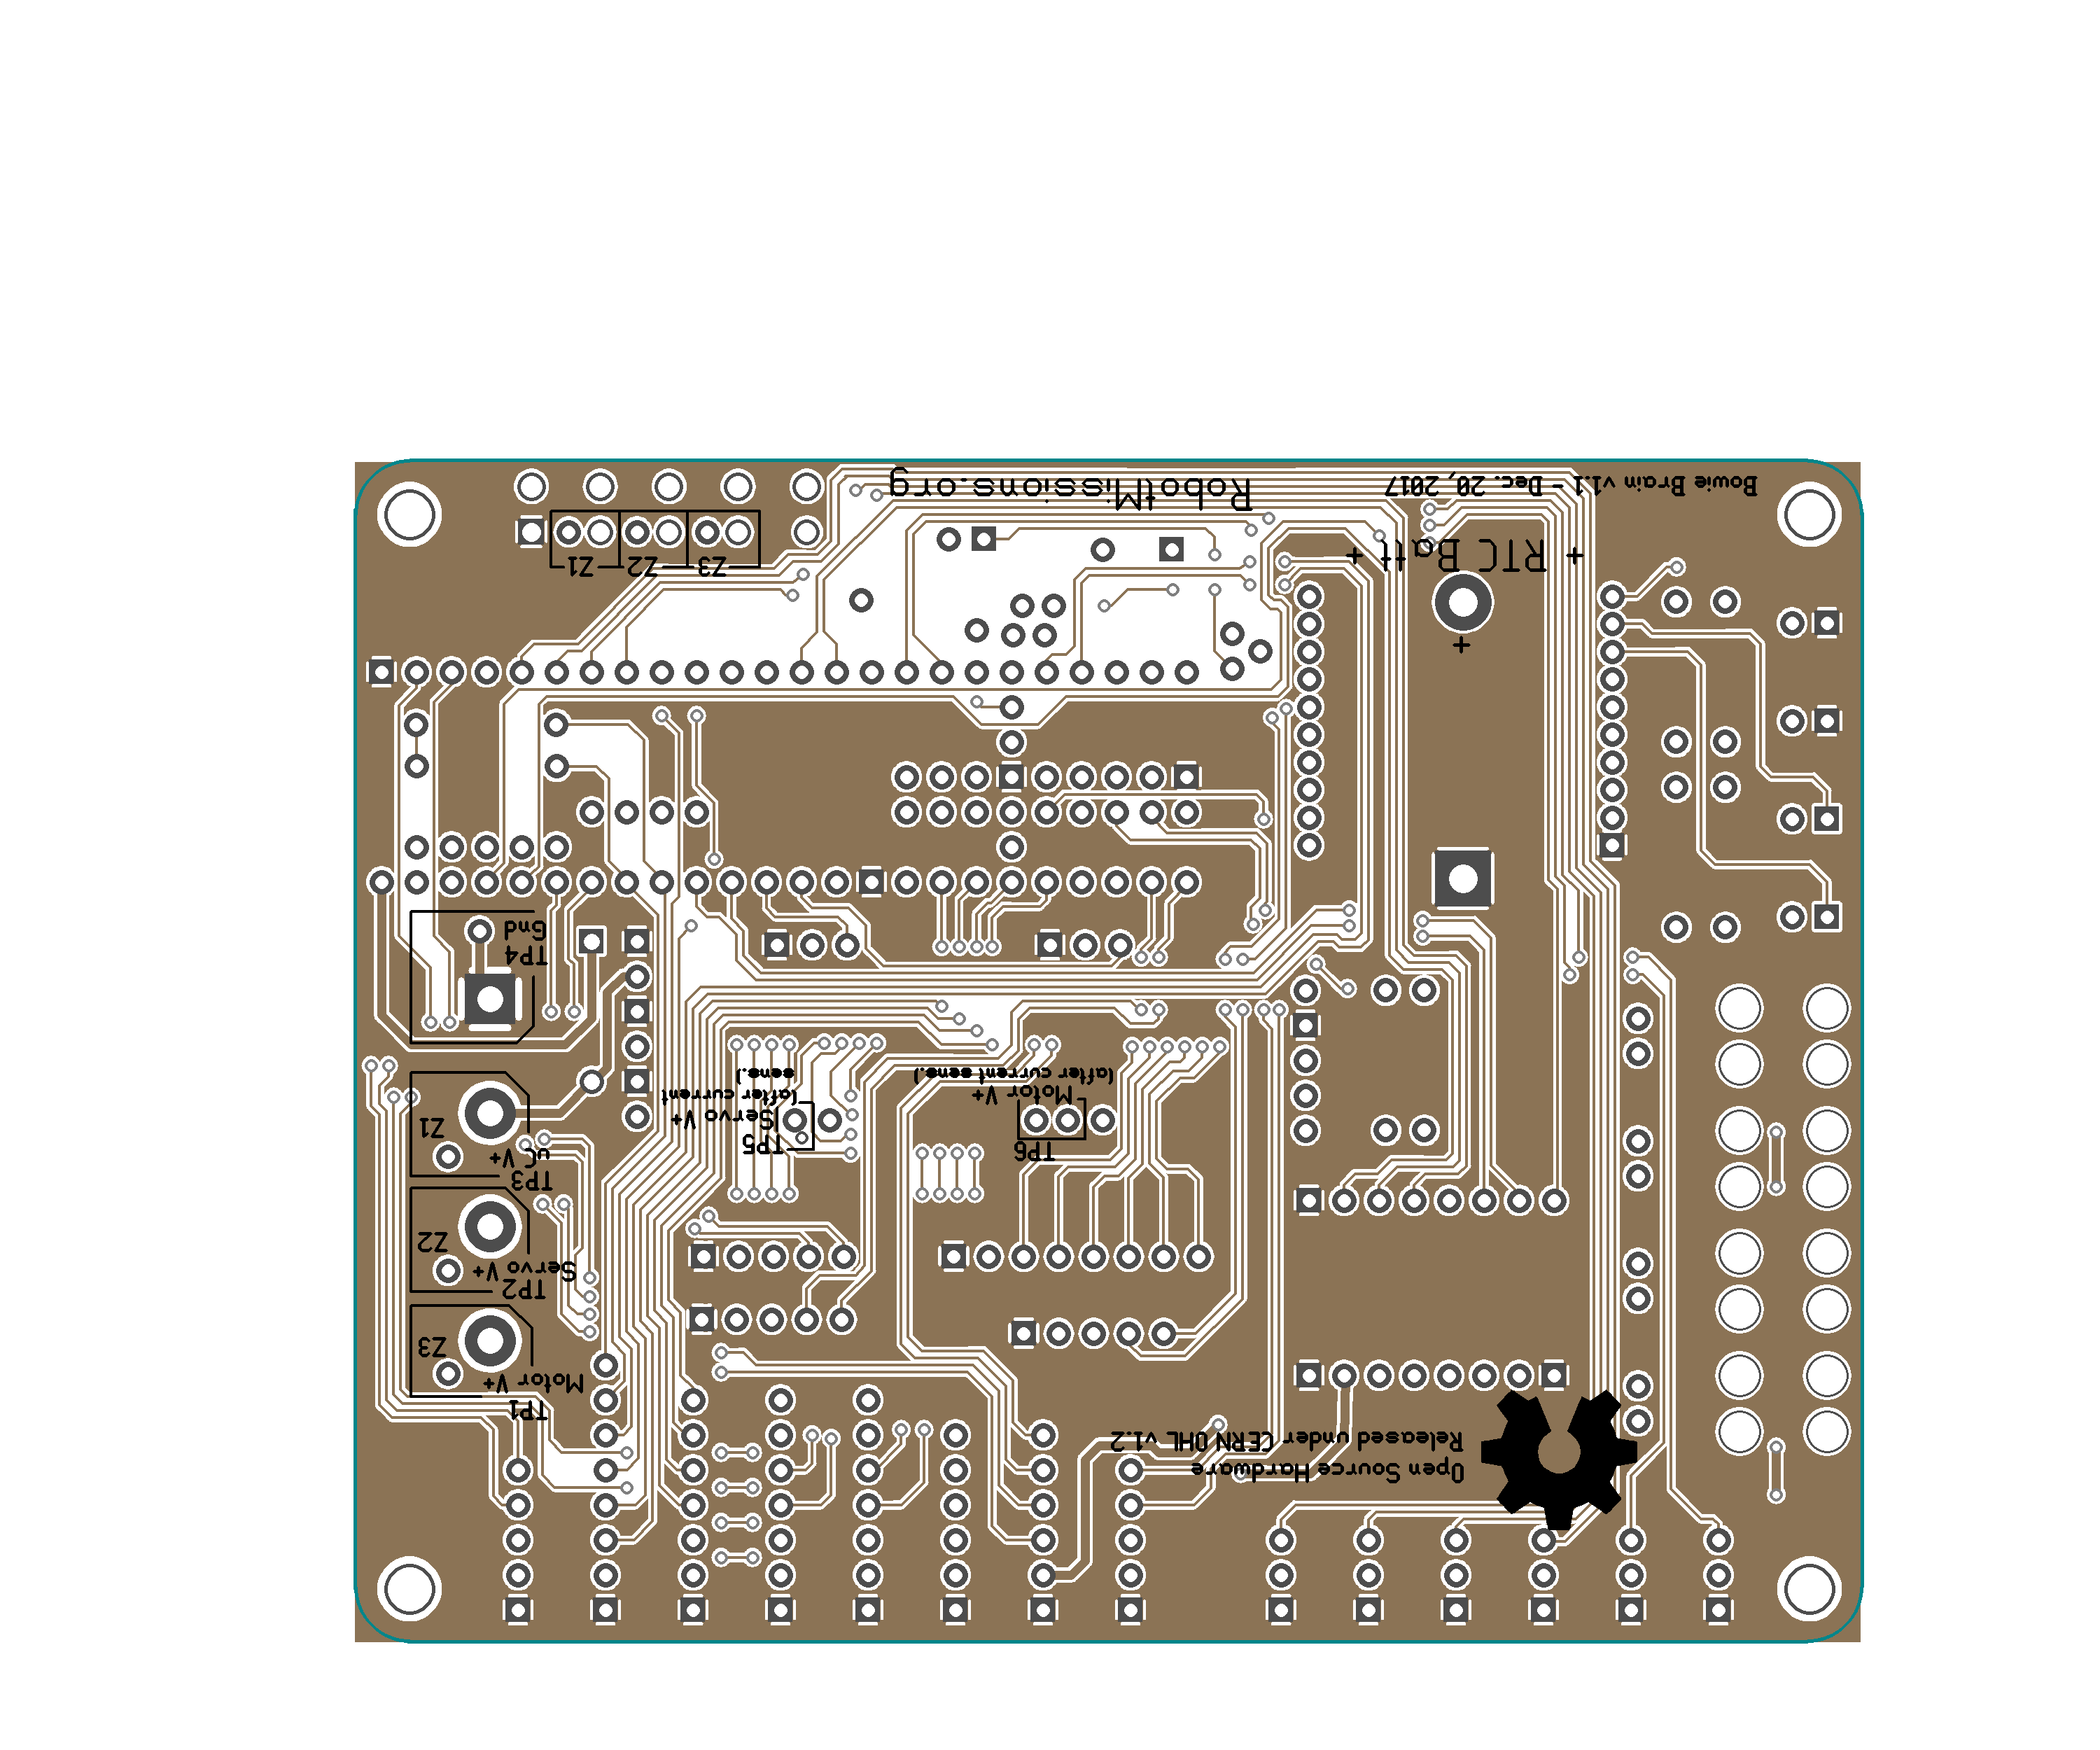 RobotMissions.org
Bowie Brain v1.1 - Dec. 20, 2017
Z1 Z2 Z3
+ RTC Batt +
+
Gnd
TP4
Z1
uC V+
TP3
Z2
Servo V+
TP2
Z3
Motor V+
TP1
(after current
sens.)
Servo V+
TP5
(after current sens.)
Motor V+
TP6
Released under CERN OHL v1.2
Open Source Hardware